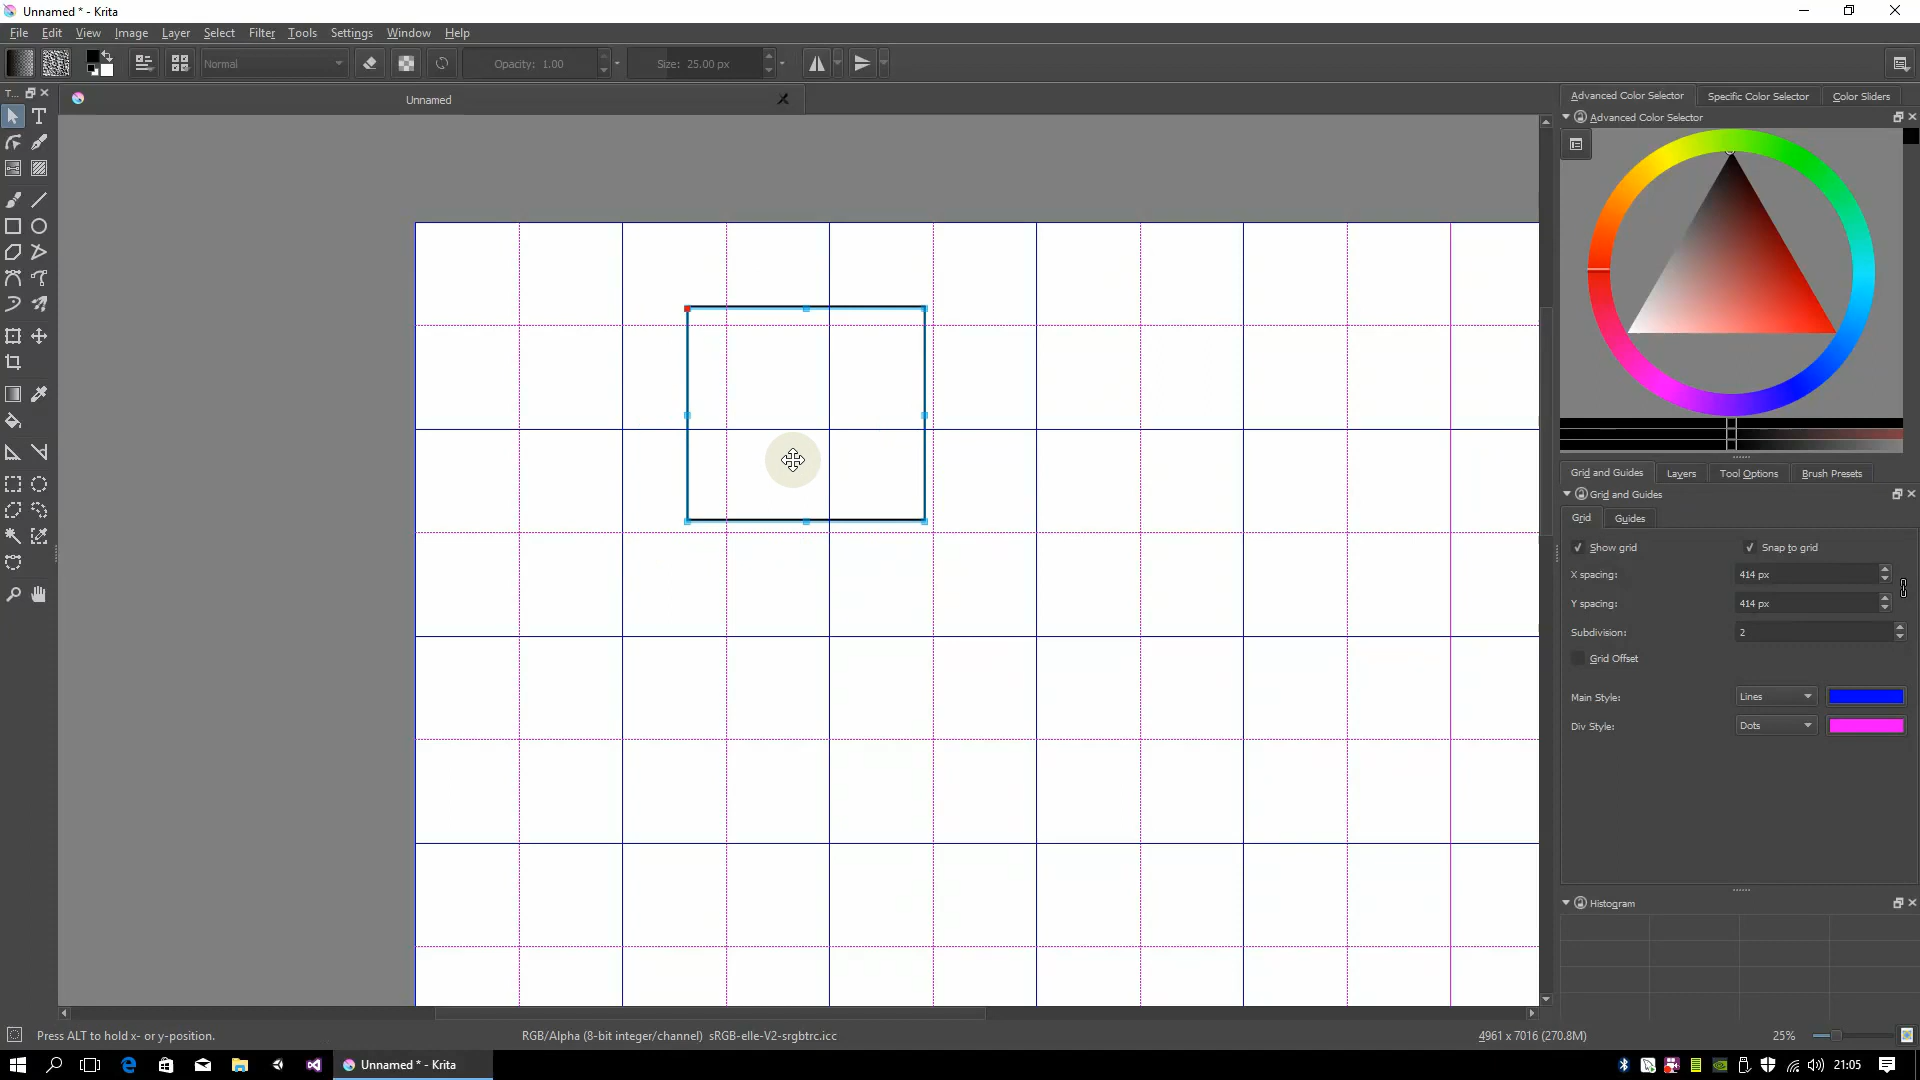 Unnamed * - Krita
File Edit View Image Layer Select Filter Tools Settings Window Help
Normal Opacity: 1.00 Size: 25.00 px
T... Unnamed
Advanced Color Selector Specific Color Selector Color Sliders
Advanced Color Selector
Grid and Guides Layers Tool Options Brush Presets
Grid and Guides
Grid Guides
Show grid Snap to grid
X spacing: 414 px
Y spacing: 414 px
Subdivision: 2
Grid Offset
Main Style: Lines
Div Style: Dots
Histogram
Press ALT to hold x- or y-position. RGB/Alpha (8-bit integer/channel) sRGB-elle-V2-srgbtrc.icc 4961 x 7016 (270.8M) 25%
Unnamed * - Krita 21:05